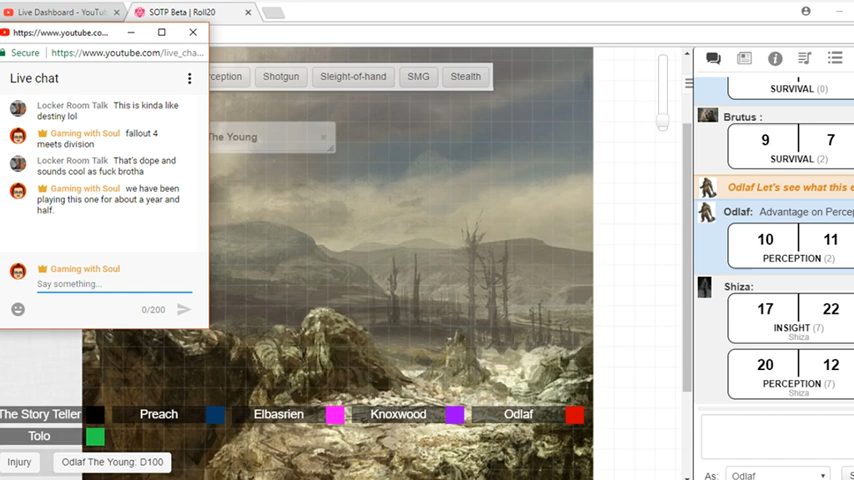 Live Dashboard - YouTu
SOTP Beta | Roll20
https://www.youtube.co...
Secure
https://www.youtube.com/live_cha...
Live chat
Locker Room Talk This is kinda like
destiny lol
Gaming with Soul fallout 4
meets division
Locker Room Talk That's dope and
sounds cool as fuck brotha
Gaming with Soul we have been
playing this one for about a year and
half.
Gaming with Soul
Say something...
0/200
rception
Shotgun
Sleight-of-hand
SMG
Stealth
The Young
The Story Teller
Preach
Elbasrien
Knoxwood
Odlaf
Tolo
Injury
Odlaf The Young: D100
SURVIVAL (0)
Brutus :
9 7
SURVIVAL (2)
Odlaf Let's see what this
Odlaf: Advantage on Percep
10 11
PERCEPTION (2)
Shiza:
17 22
INSIGHT (7)
Shiza
20 12
PERCEPTION (7)
Shiza
As: Odlaf